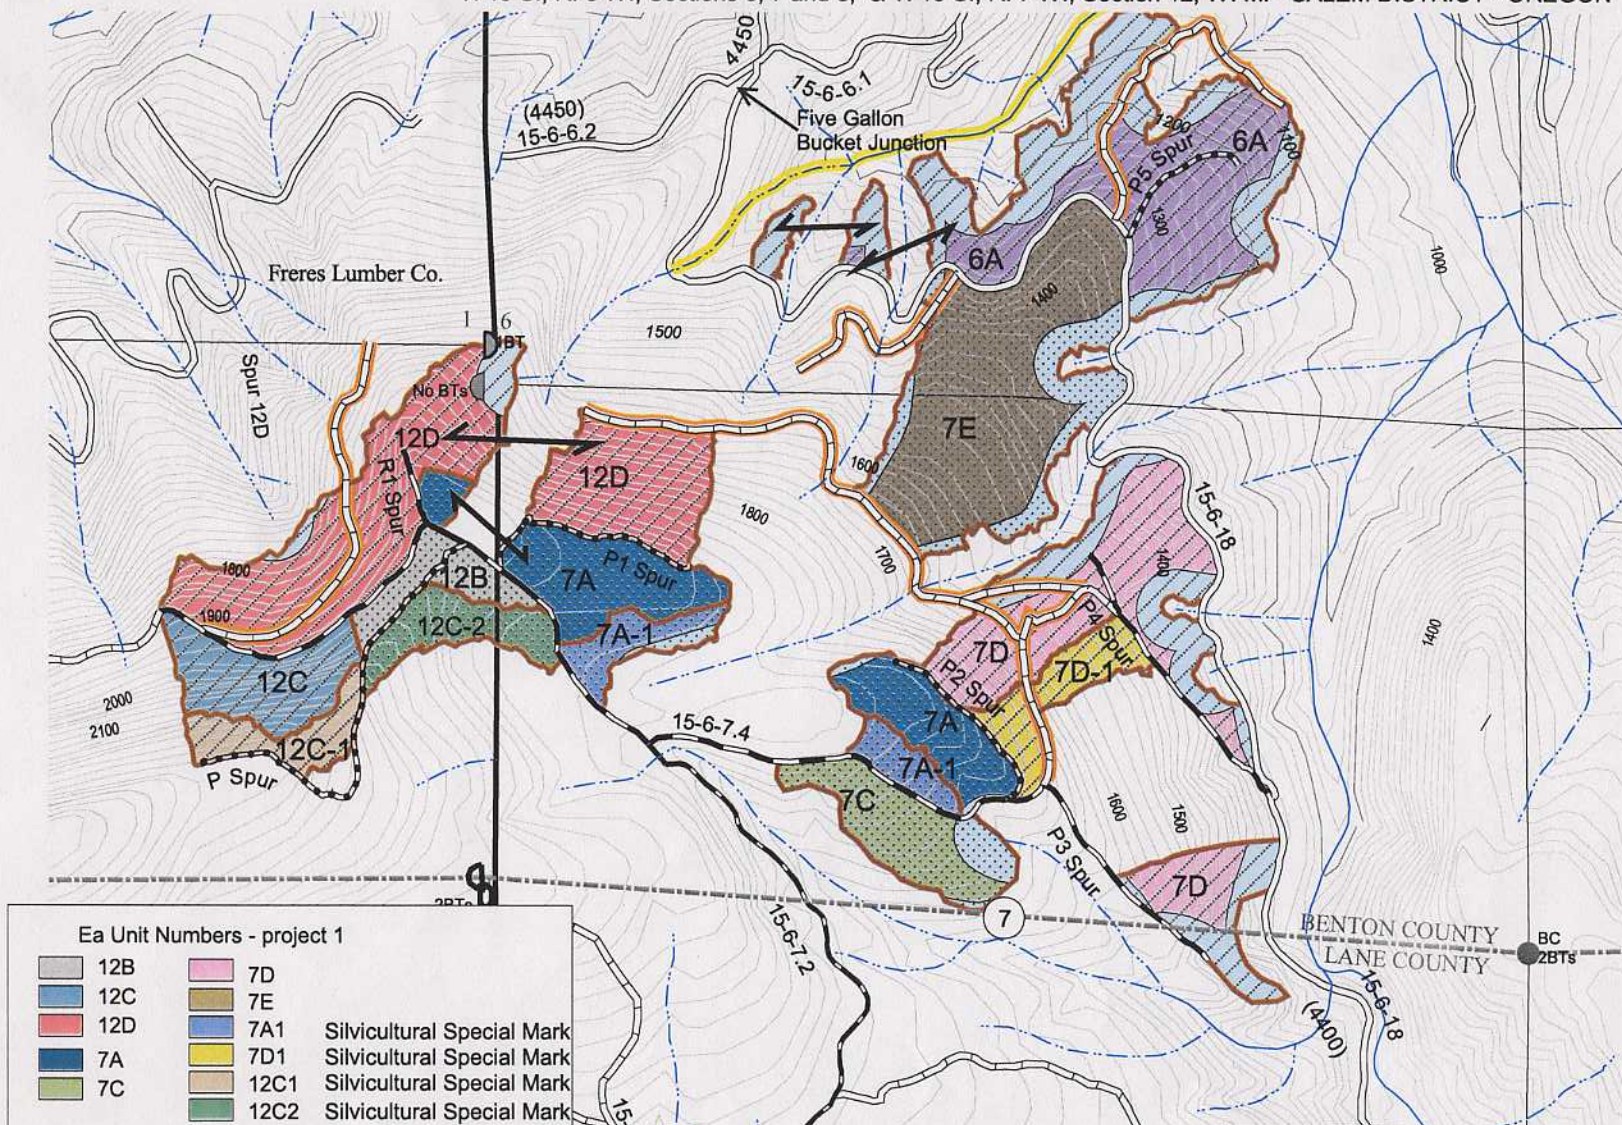 4450
15-6-6.1
(4450)
15-6-6.2
Five Gallon
Bucket Junction
1200
1100
6A
P5 Spur
1300
1000
Freres Lumber Co.
6A
1400
1 6
1BT
1500
Spur 12D
No BTs
12D
7E
R1 Spur
12D
1600
15-6-18
1800
1700
1400
1800
12B
7A
P1 Spur
1900
12C-2
7A-1
P4 Spur
1400
7D
7D-1
12C
P2 Spur
2000
2100
15-6-7.4
7A
12C-1
7A-1
P Spur
7C
1600
1500
P3 Spur
7D
2BTs
7
15-6-7.2
BENTON COUNTY
LANE COUNTY
BC
2BTs
15-6-18
(4400)
Ea Unit Numbers - project 1
12B
12C
12D
7A
7C
7D
7E
7A1 Silvicultural Special Mark
7D1 Silvicultural Special Mark
12C1 Silvicultural Special Mark
12C2 Silvicultural Special Mark
15-